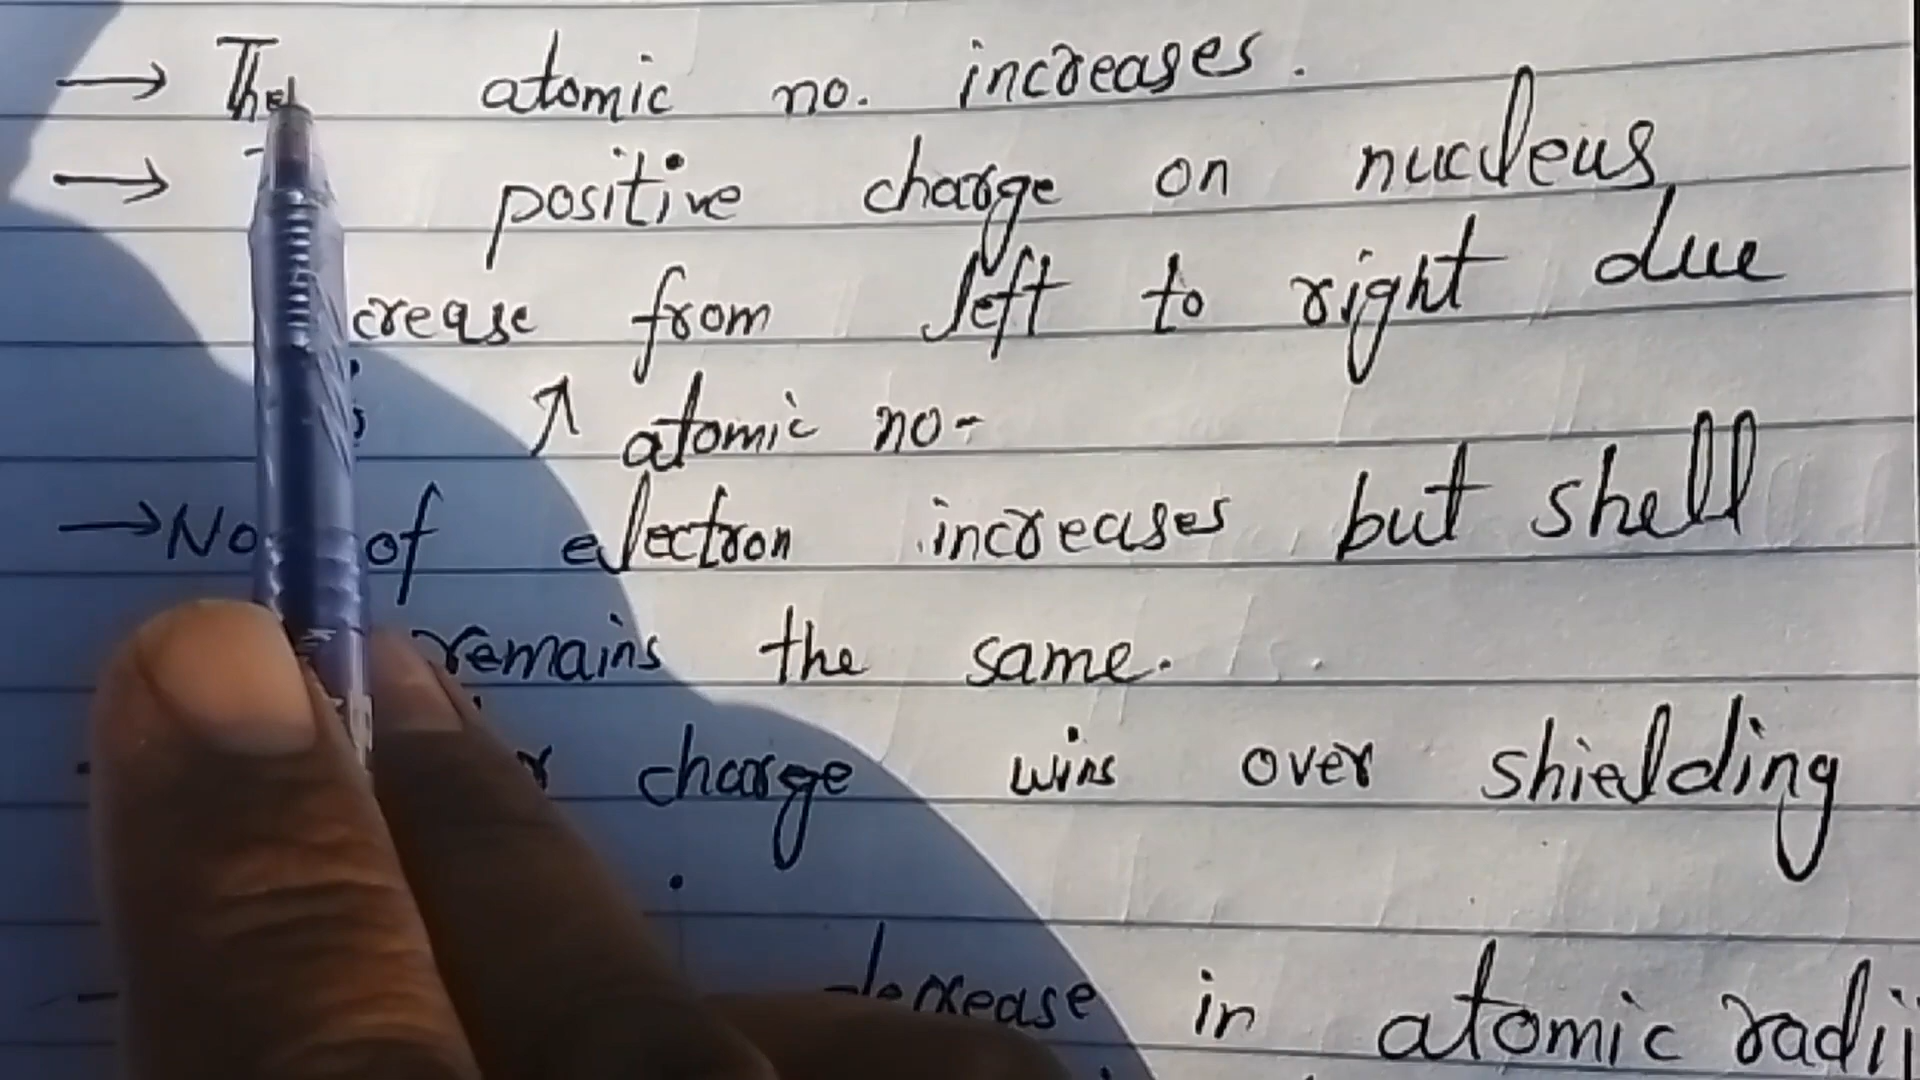 → The atomic no. increases.
→ positive charge on nucleus
crease from left to right due
↑ atomic no-
→ No of electron increases but shell
remains the same.
charge wins over shielding
decrease in atomic radii